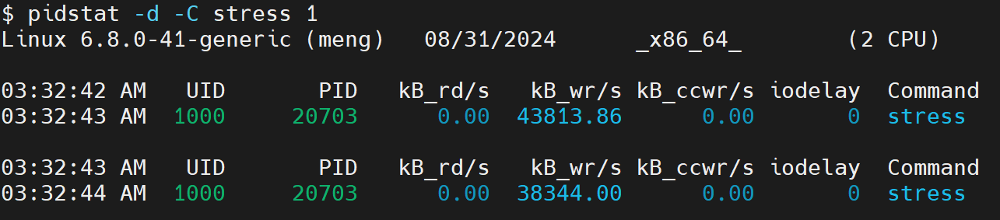 $ pidstat -d -C stress 1
Linux 6.8.0-41-generic (meng) 08/31/2024 _x86_64_ (2 CPU)
03:32:42 AM UID PID kB_rd/s kB_wr/s kB_ccwr/s iodelay Command
03:32:43 AM 1000 20703 0.00 43813.86 0.00 0 stress
03:32:43 AM UID PID kB_rd/s kB_wr/s kB_ccwr/s iodelay Command
03:32:44 AM 1000 20703 0.00 38344.00 0.00 0 stress